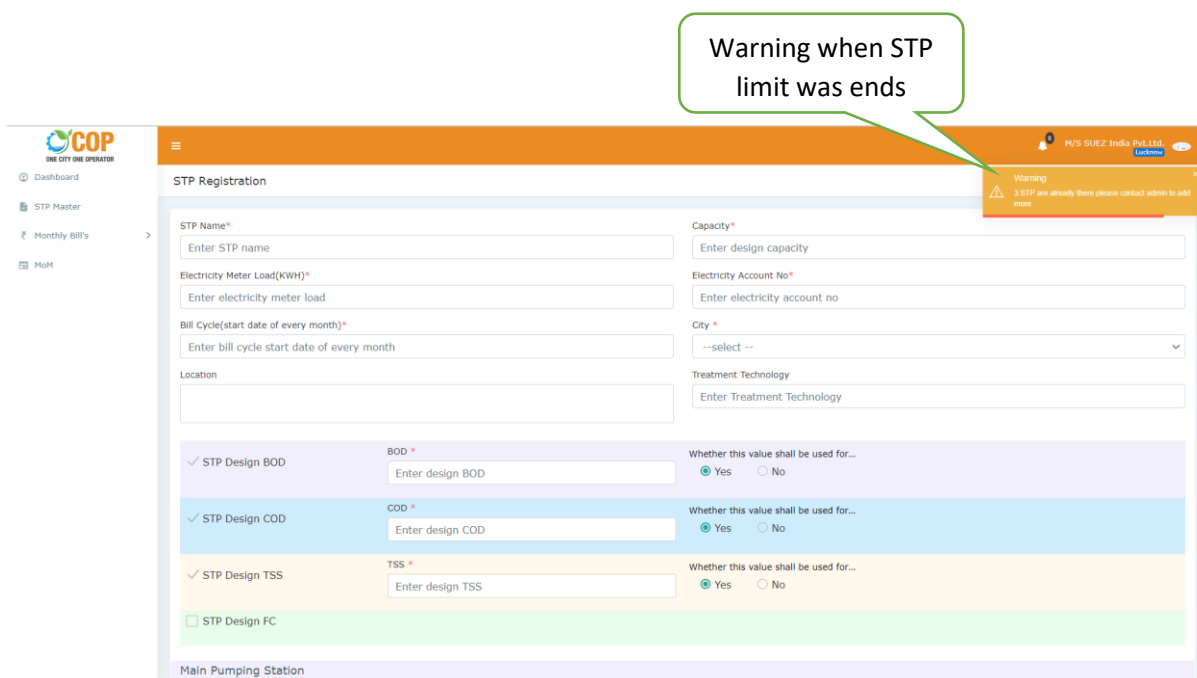 Warning when STP
limit was ends
COP
ONE CITY ONE OPERATOR
0
M/S SUEZ India Pvt.Ltd.
Lucknow
Dashboard
STP Master
Monthly Bill's
MoM
STP Registration
Warning
3 STP are already there please contact admin to add
more
STP Name*
Capacity*
Enter STP name
Enter design capacity
Electricity Meter Load(KWH)*
Electricity Account No*
Enter electricity meter load
Enter electricity account no
Bill Cycle(start date of every month)*
City *
Enter bill cycle start date of every month
--select --
Location
Treatment Technology
Enter Treatment Technology
STP Design BOD
BOD *
Enter design BOD
Whether this value shall be used for...
Yes No
STP Design COD
COD *
Enter design COD
Whether this value shall be used for...
Yes No
STP Design TSS
TSS *
Enter design TSS
Whether this value shall be used for...
Yes No
STP Design FC
Main Pumping Station